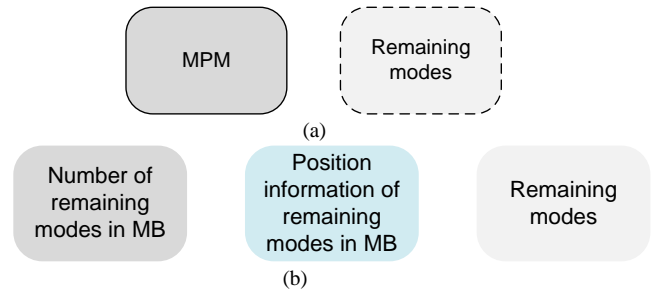 MPM
Remaining
modes
(a)
Number of
remaining
modes in MB
Position
information of
remaining
modes in MB
Remaining
modes
(b)